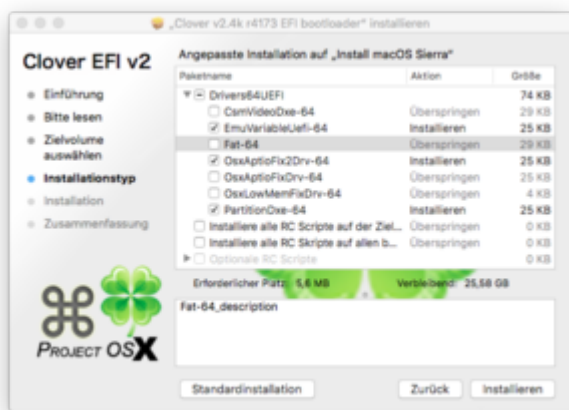 „Clover v2.4k r4173 EFI bootloader“ installieren
Clover EFI v2
Einführung
Bitte lesen
Zielvolume
auswählen
Installationstyp
Installation
Zusammenfassung
Angepasste Installation auf „Install macOS Sierra“
Paketname Aktion Größe
Drivers64UEFI 74 KB
CsmVideoDxe-64 Überspringen 29 KB
EmuVariableUefi-64 Installieren 25 KB
Fat-64 Überspringen 29 KB
OsxAptioFix2Drv-64 Installieren 25 KB
OsxAptioFixDrv-64 Überspringen 25 KB
OsxLowMemFixDrv-64 Überspringen 4 KB
PartitionDxe-64 Installieren 25 KB
Installiere alle RC Scripte auf der Ziel... Überspringen 0 KB
Installiere alle RC Skripte auf allen b... Überspringen 0 KB
Optionale RC Scripte Überspringen 0 KB
Erforderlicher Platz: 5,6 MB Verbleibend: 25,58 GB
Fat-64_description
PROJECT OSX
Standardinstallation Zurück Installieren